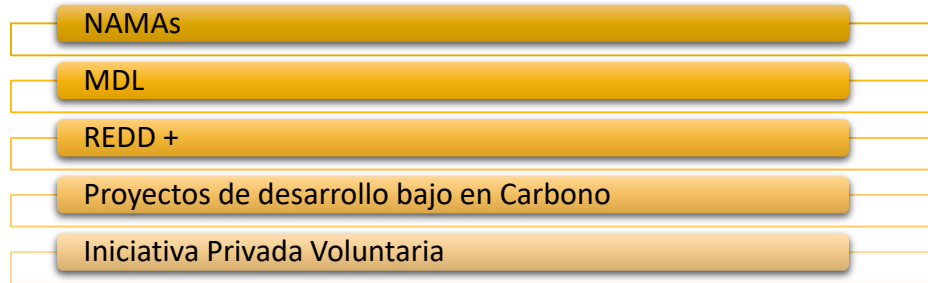 NAMAs
MDL
REDD +
Proyectos de desarrollo bajo en Carbono
Iniciativa Privada Voluntaria